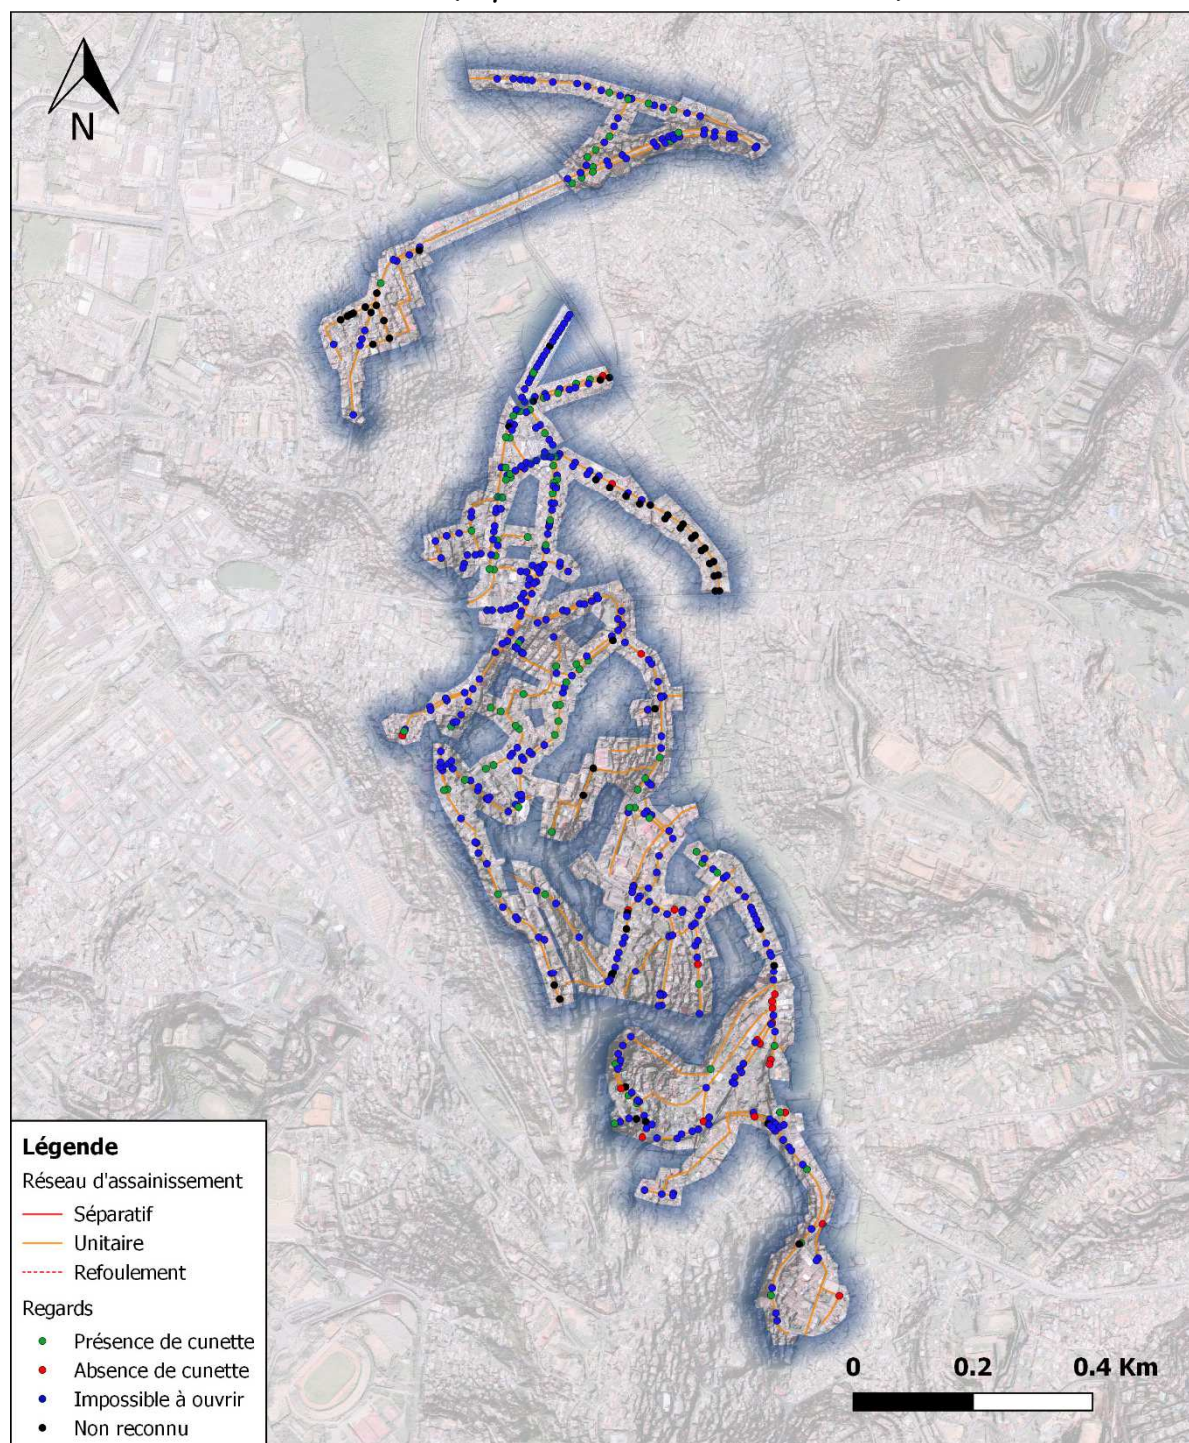 N
Légende
Réseau d'assainissement
Séparatif
Unitaire
Refoulement
Regards
Présence de cunette
Absence de cunette
Impossible à ouvrir
Non reconnu
0 0.2 0.4 Km